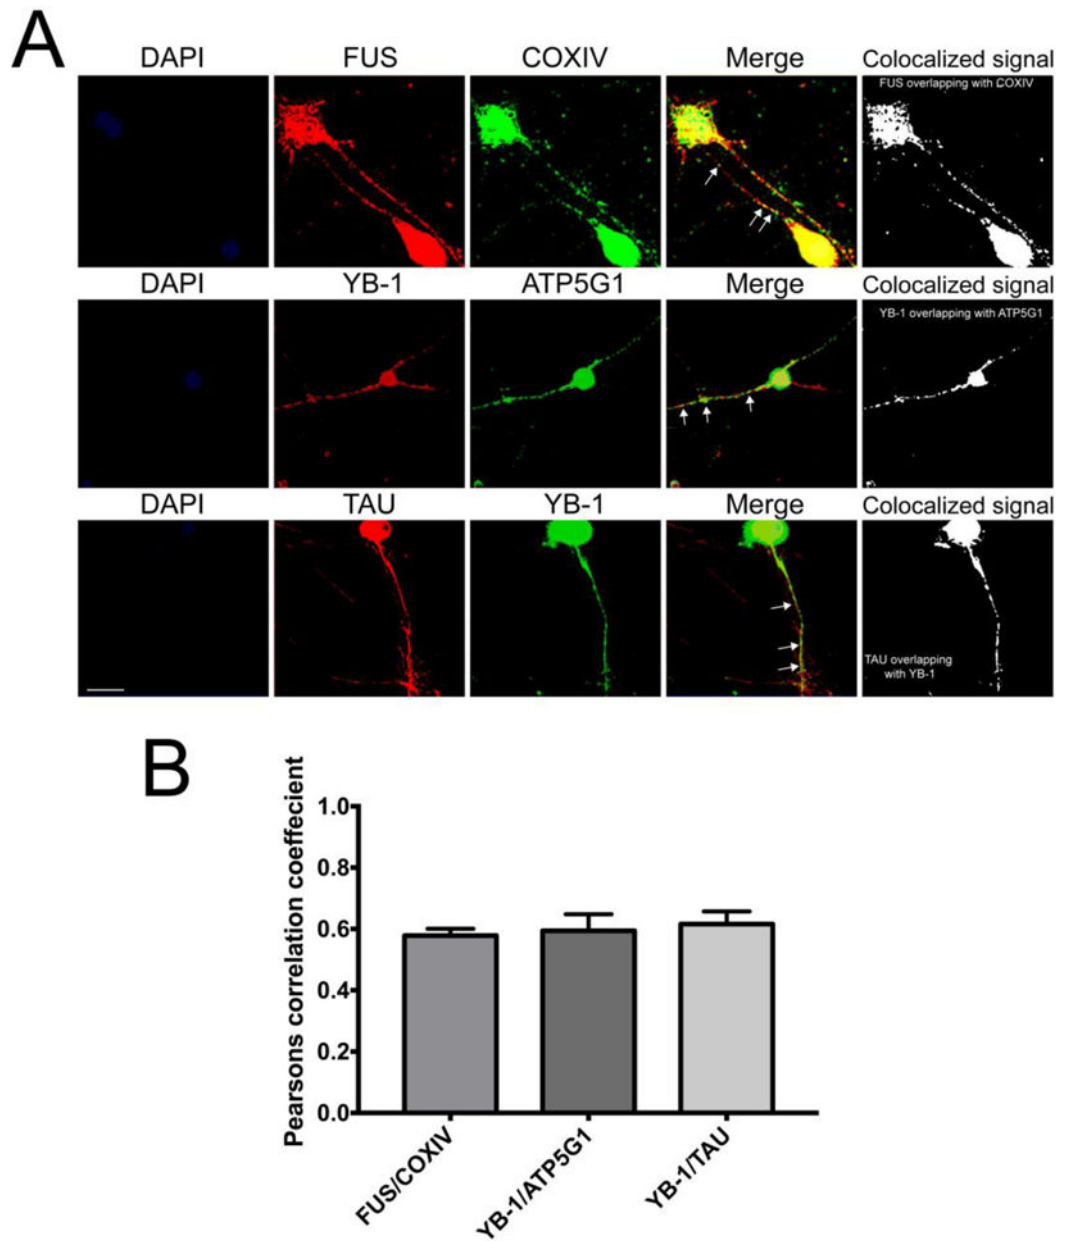 A
DAPI FUS COXIV Merge Colocalized signal
FUS overlapping with COXIV
DAPI YB-1 ATP5G1 Merge Colocalized signal
YB-1 overlapping with ATP5G1
DAPI TAU YB-1 Merge Colocalized signal
TAU overlapping
with YB-1
B
Pearsons correlation coeffecient
1.0
0.8
0.6
0.4
0.2
0.0
FUS/COXIV
YB-1/ATP5G1
YB-1/TAU